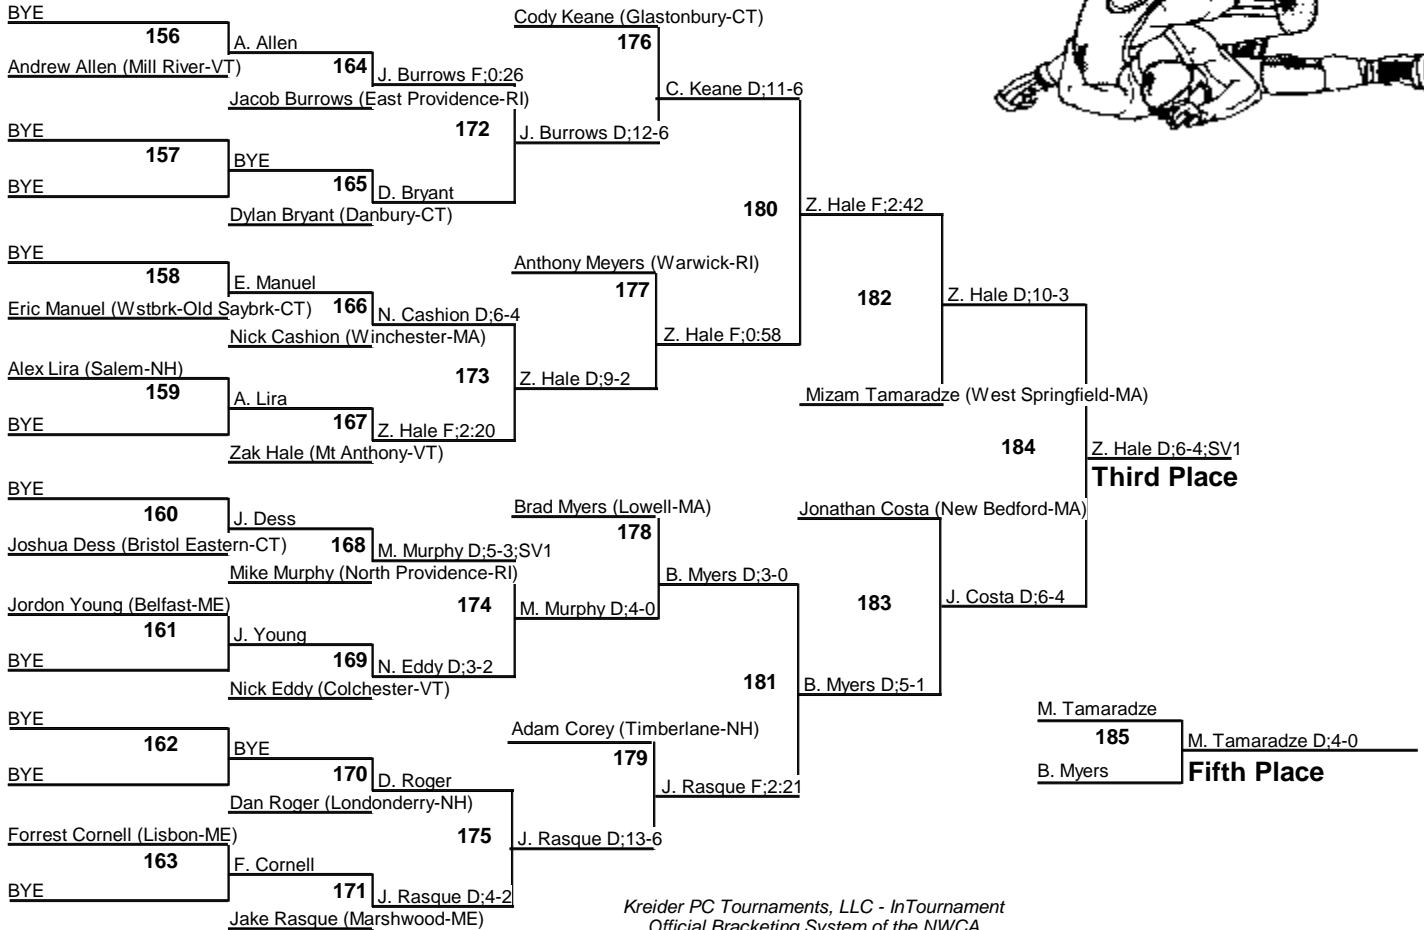 BYE
156
Andrew Allen (Mill River-VT)
A. Allen
164
Jacob Burrows (East Providence-RI)
J. Burrows F;0:26
BYE
157
BYE
BYE
165
Dylan Bryant (Danbury-CT)
D. Bryant
172
J. Burrows D;12-6
Cody Keane (Glastonbury-CT)
176
C. Keane D;11-6
BYE
158
Eric Manuel (Wstbrk-Old Saybrk-CT)
E. Manuel
166
Nick Cashion (Winchester-MA)
N. Cashion D;6-4
Alex Lira (Salem-NH)
159
BYE
A. Lira
167
Zak Hale (Mt Anthony-VT)
Z. Hale F;2:20
173
Z. Hale D;9-2
Anthony Meyers (Warwick-RI)
177
Z. Hale F;0:58
180
Z. Hale F;2:42
182
Mizam Tamaradze (West Springfield-MA)
Z. Hale D;10-3
BYE
160
Joshua Dess (Bristol Eastern-CT)
J. Dess
168
Mike Murphy (North Providence-RI)
M. Murphy D;5-3;SV1
Jordon Young (Belfast-ME)
161
BYE
J. Young
169
Nick Eddy (Colchester-VT)
N. Eddy D;3-2
174
M. Murphy D;4-0
Brad Myers (Lowell-MA)
178
B. Myers D;3-0
BYE
162
BYE
BYE
170
Dan Roger (Londonderry-NH)
D. Roger
Forrest Cornell (Lisbon-ME)
163
BYE
F. Cornell
171
Jake Rasque (Marshwood-ME)
J. Rasque D;4-2
175
J. Rasque D;13-6
Adam Corey (Timberlane-NH)
179
J. Rasque F;2:21
181
B. Myers D;5-1
Jonathan Costa (New Bedford-MA)
183
J. Costa D;6-4
184
Z. Hale D;6-4;SV1
Third Place
M. Tamaradze
185
B. Myers
M. Tamaradze D;4-0
Fifth Place
Kreider PC Tournaments, LLC - InTournament
Official Bracketing System of the NWCA